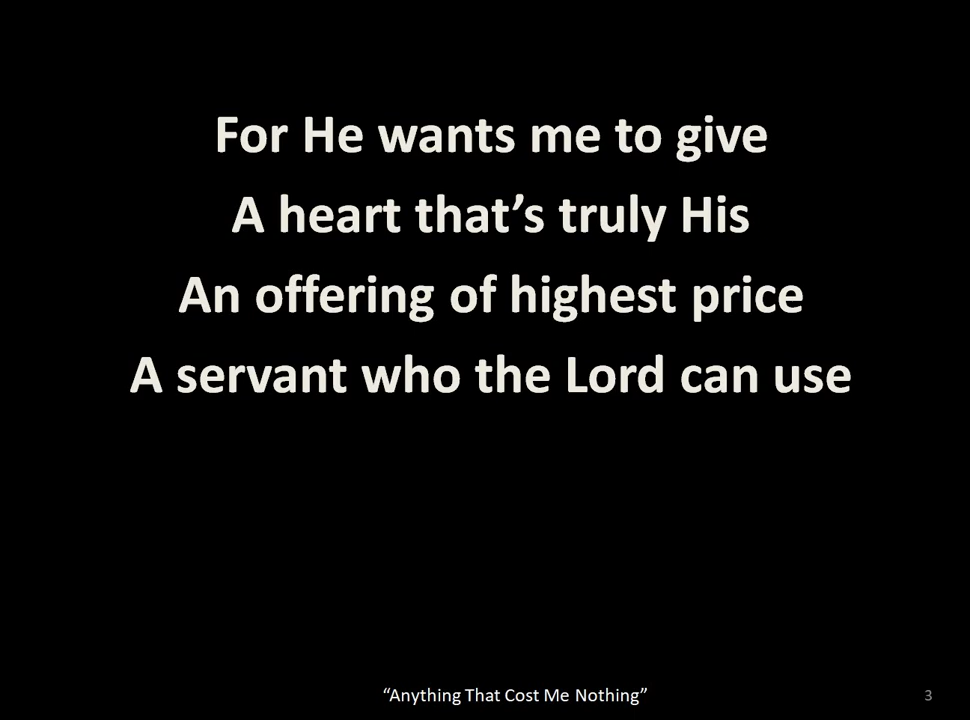 For He wants me to give
A heart that’s truly His
An offering of highest price
A servant who the Lord can use
“Anything That Cost Me Nothing”
3